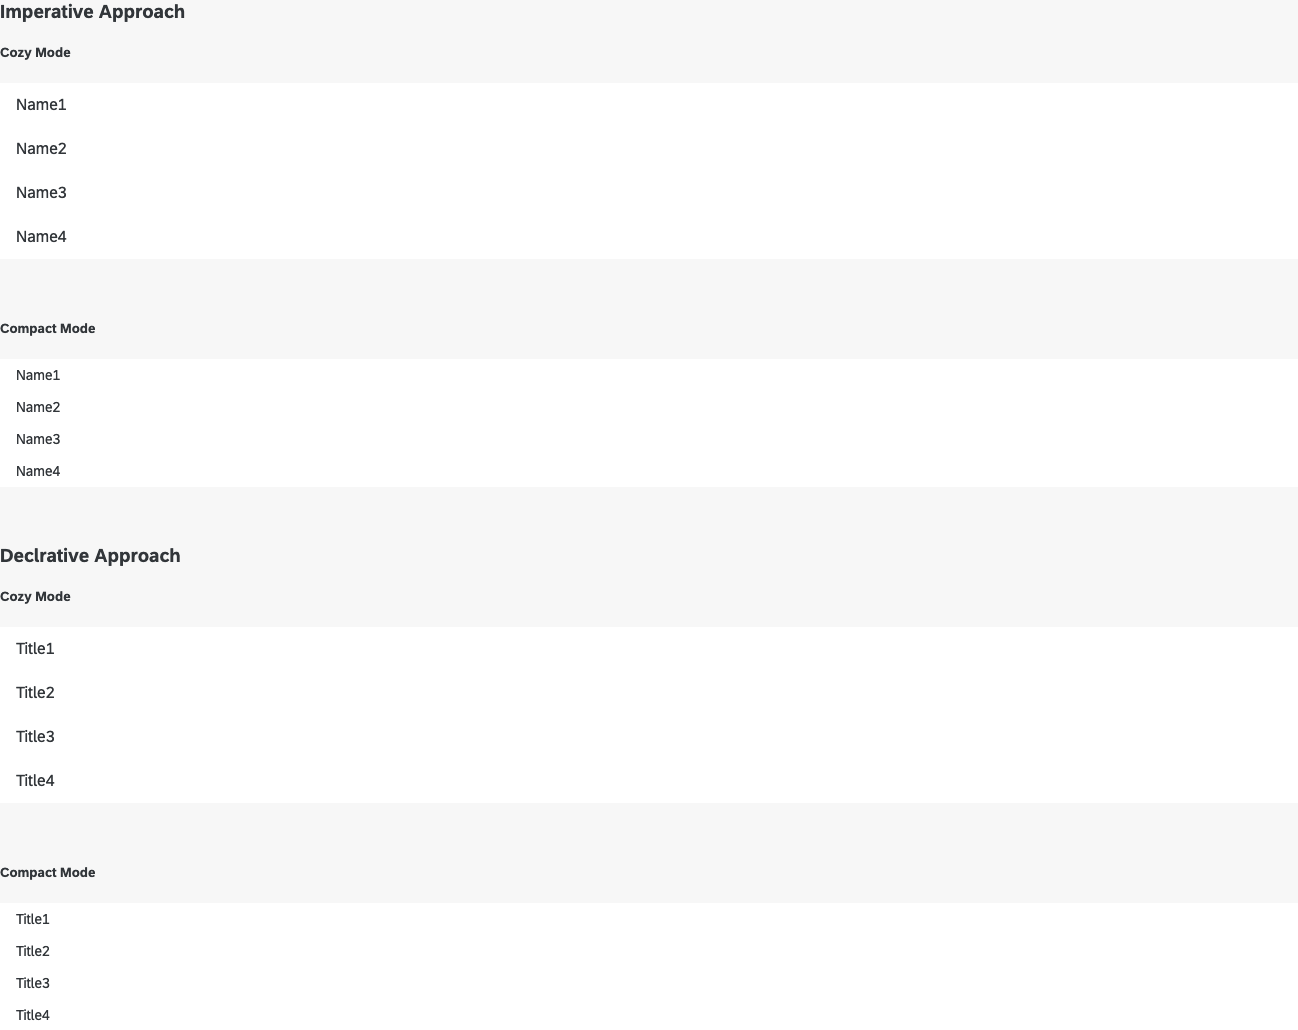 Imperative Approach
Cozy Mode
Name1
Name2
Name3
Name4
Compact Mode
Name1
Name2
Name3
Name4
Declrative Approach
Cozy Mode
Title1
Title2
Title3
Title4
Compact Mode
Title1
Title2
Title3
Title4